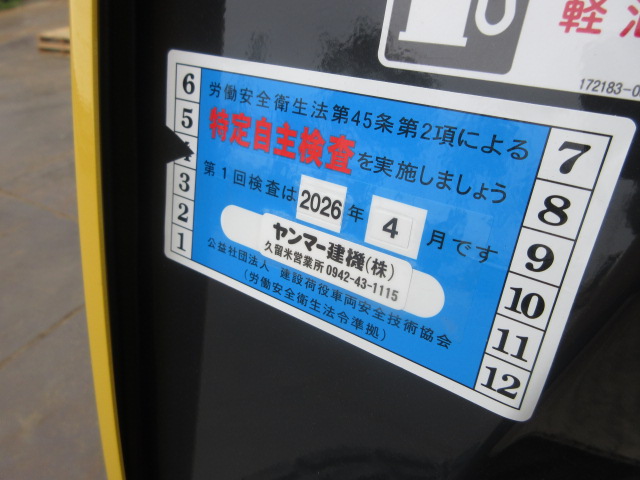 軽
172183-0
6
5
4
3
2
1
労働安全衛生法第45条第2項による
特定自主検査を実施しましょう
第1回検査は2026年4月です
ヤンマー建機(株)
久留米営業所 0942-43-1115
公益社団法人 建設荷役車両安全技術協会
(労働安全衛生法令準拠)
7
8
9
10
11
12